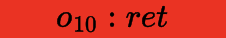 o₁₀ : ret